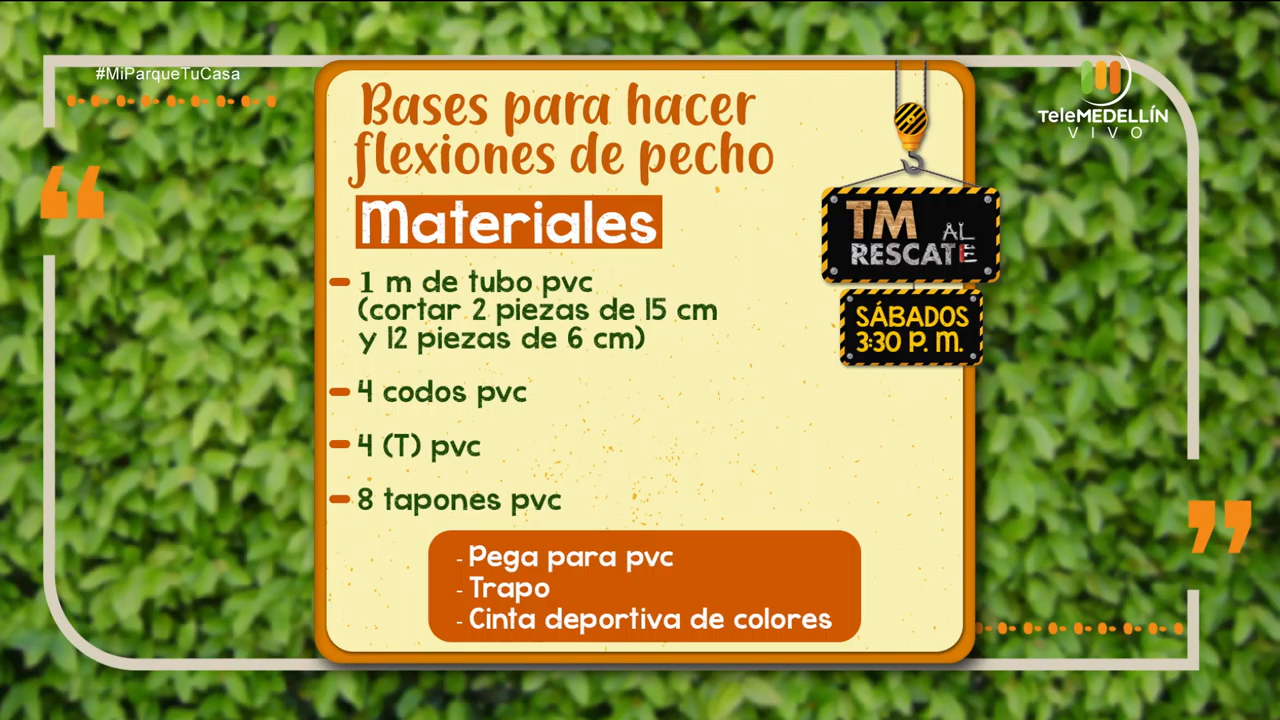 #MiParqueTuCasa
TeleMEDELLÍN
VIVO
Bases para hacer
flexiones de pecho
Materiales
1 m de tubo pvc
(cortar 2 piezas de 15 cm
y 12 piezas de 6 cm)
4 codos pvc
4 (T) pvc
8 tapones pvc
- Pega para pvc
- Trapo
- Cinta deportiva de colores
TM AL
RESCATE
SÁBADOS
3:30 P. M.